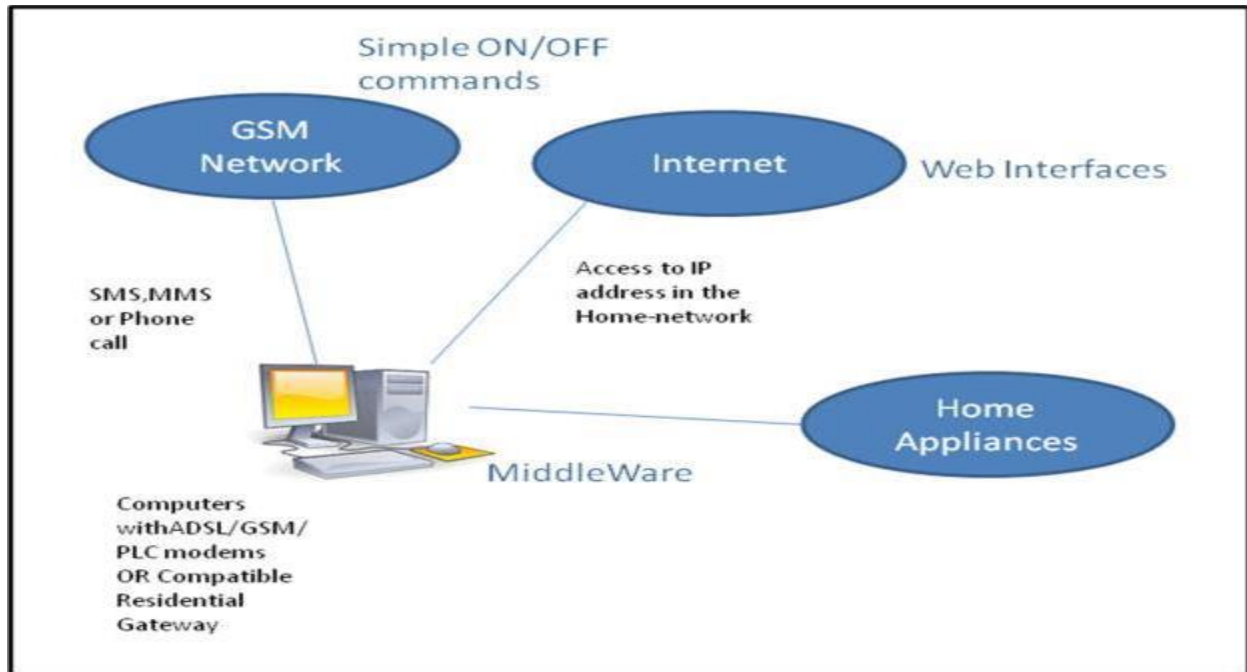 Simple ON/OFF
commands
GSM
Network
Internet
Web Interfaces
Access to IP
address in the
Home-network
SMS,MMS
or Phone
call
Home
Appliances
MiddleWare
Computers
withADSL/GSM/
PLC modems
OR Compatible
Residential
Gateway